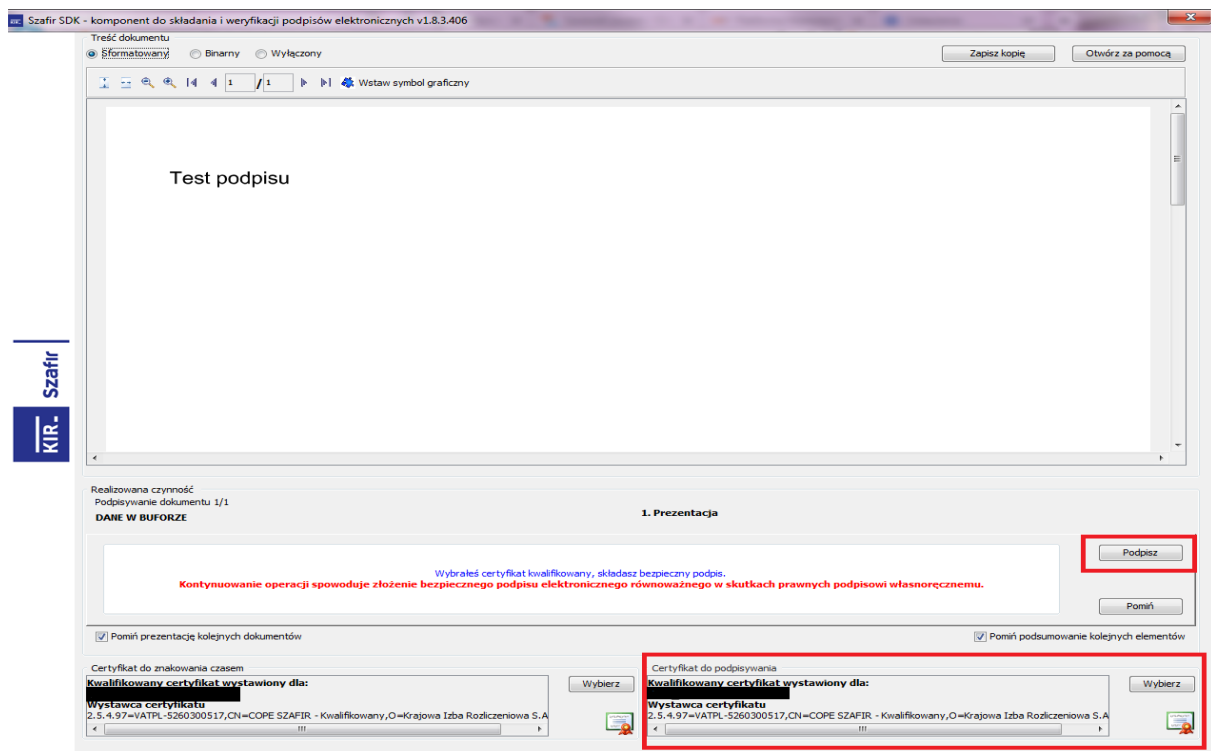 Szafir SDK - komponent do składania i weryfikacji podpisów elektronicznych v1.8.3.406
Treść dokumentu
Sformatowany Binarny Wyłączony Zapisz kopię Otwórz za pomocą
1 / 1 Wstaw symbol graficzny
Test podpisu
KIR. Szafir
Realizowana czynność
Podpisywanie dokumentu 1/1
DANE W BUFORZE
1. Prezentacja
Wybrałeś certyfikat kwalifikowany, składasz bezpieczny podpis.
Kontynuowanie operacji spowoduje złożenie bezpiecznego podpisu elektronicznego równoważnego w skutkach prawnych podpisowi własnoręcznemu.
Podpisz
Pomiń
Pomiń prezentację kolejnych dokumentów
Pomiń podsumowanie kolejnych elementów
Certyfikat do znakowania czasem
Kwalifikowany certyfikat wystawiony dla:
Wystawca certyfikatu
2.5.4.97=VATPL-5260300517,CN=COPE SZAFIR - Kwalifikowany,O=Krajowa Izba Rozliczeniowa S.A
Wybierz
Certyfikat do podpisywania
Kwalifikowany certyfikat wystawiony dla:
Wystawca certyfikatu
2.5.4.97=VATPL-5260300517,CN=COPE SZAFIR - Kwalifikowany,O=Krajowa Izba Rozliczeniowa S.A
Wybierz